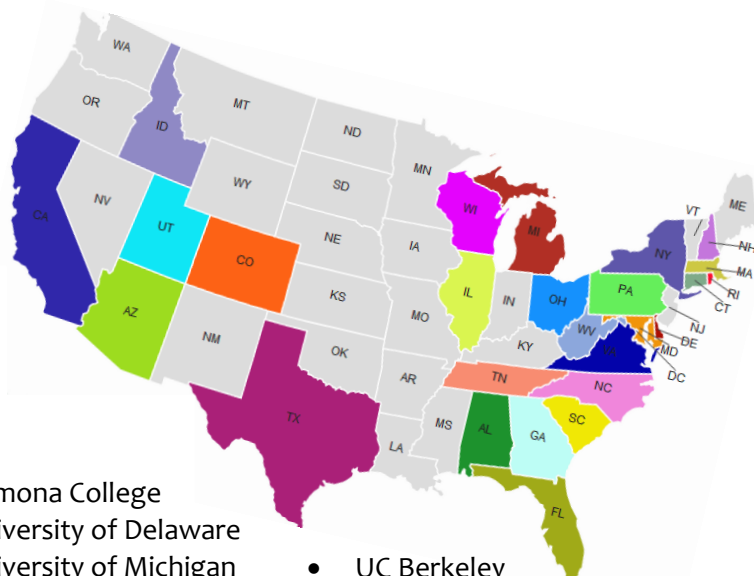 WA
OR
ID
MT
ND
MN
WY
SD
NV
UT
CO
CA
AZ
NM
NE
KS
OK
TX
IA
MO
AR
LA
WI
IL
MI
IN
OH
KY
TN
MS
AL
GA
FL
SC
NC
VA
WV
PA
NY
VT
ME
NH
MA
RI
CT
NJ
DE
MD
DC
mona College
iversity of Delaware
iversity of Michigan
• UC Berkeley